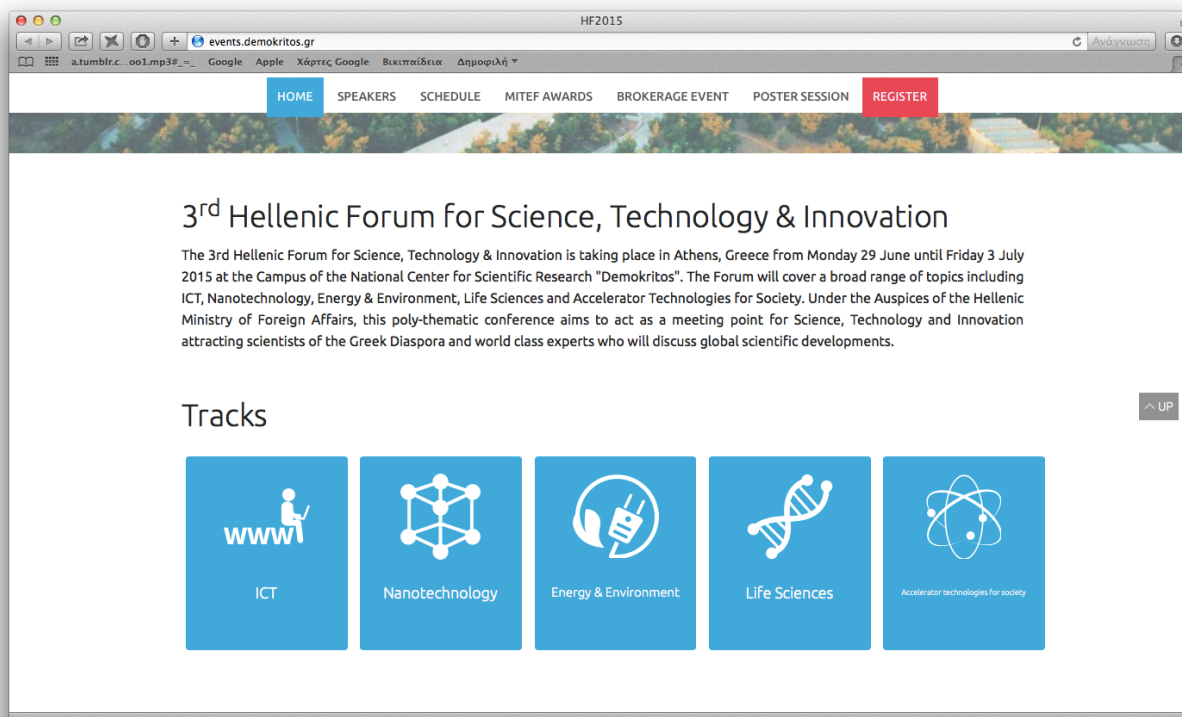 HF2015
events.demokritos.gr
Ανάγνωση
a.tumblr.c...oo1.mp3#_=_ Google Apple Χάρτες Google Βικιπαίδεια Δημοφιλή
HOME SPEAKERS SCHEDULE MITEF AWARDS BROKERAGE EVENT POSTER SESSION REGISTER
3rd Hellenic Forum for Science, Technology & Innovation
The 3rd Hellenic Forum for Science, Technology & Innovation is taking place in Athens, Greece from Monday 29 June until Friday 3 July
2015 at the Campus of the National Center for Scientific Research "Demokritos". The Forum will cover a broad range of topics including
ICT, Nanotechnology, Energy & Environment, Life Sciences and Accelerator Technologies for Society. Under the Auspices of the Hellenic
Ministry of Foreign Affairs, this poly-thematic conference aims to act as a meeting point for Science, Technology and Innovation
attracting scientists of the Greek Diaspora and world class experts who will discuss global scientific developments.
UP
Tracks
www
ICT
Nanotechnology
Energy & Environment
Life Sciences
Accelerator technologies for society